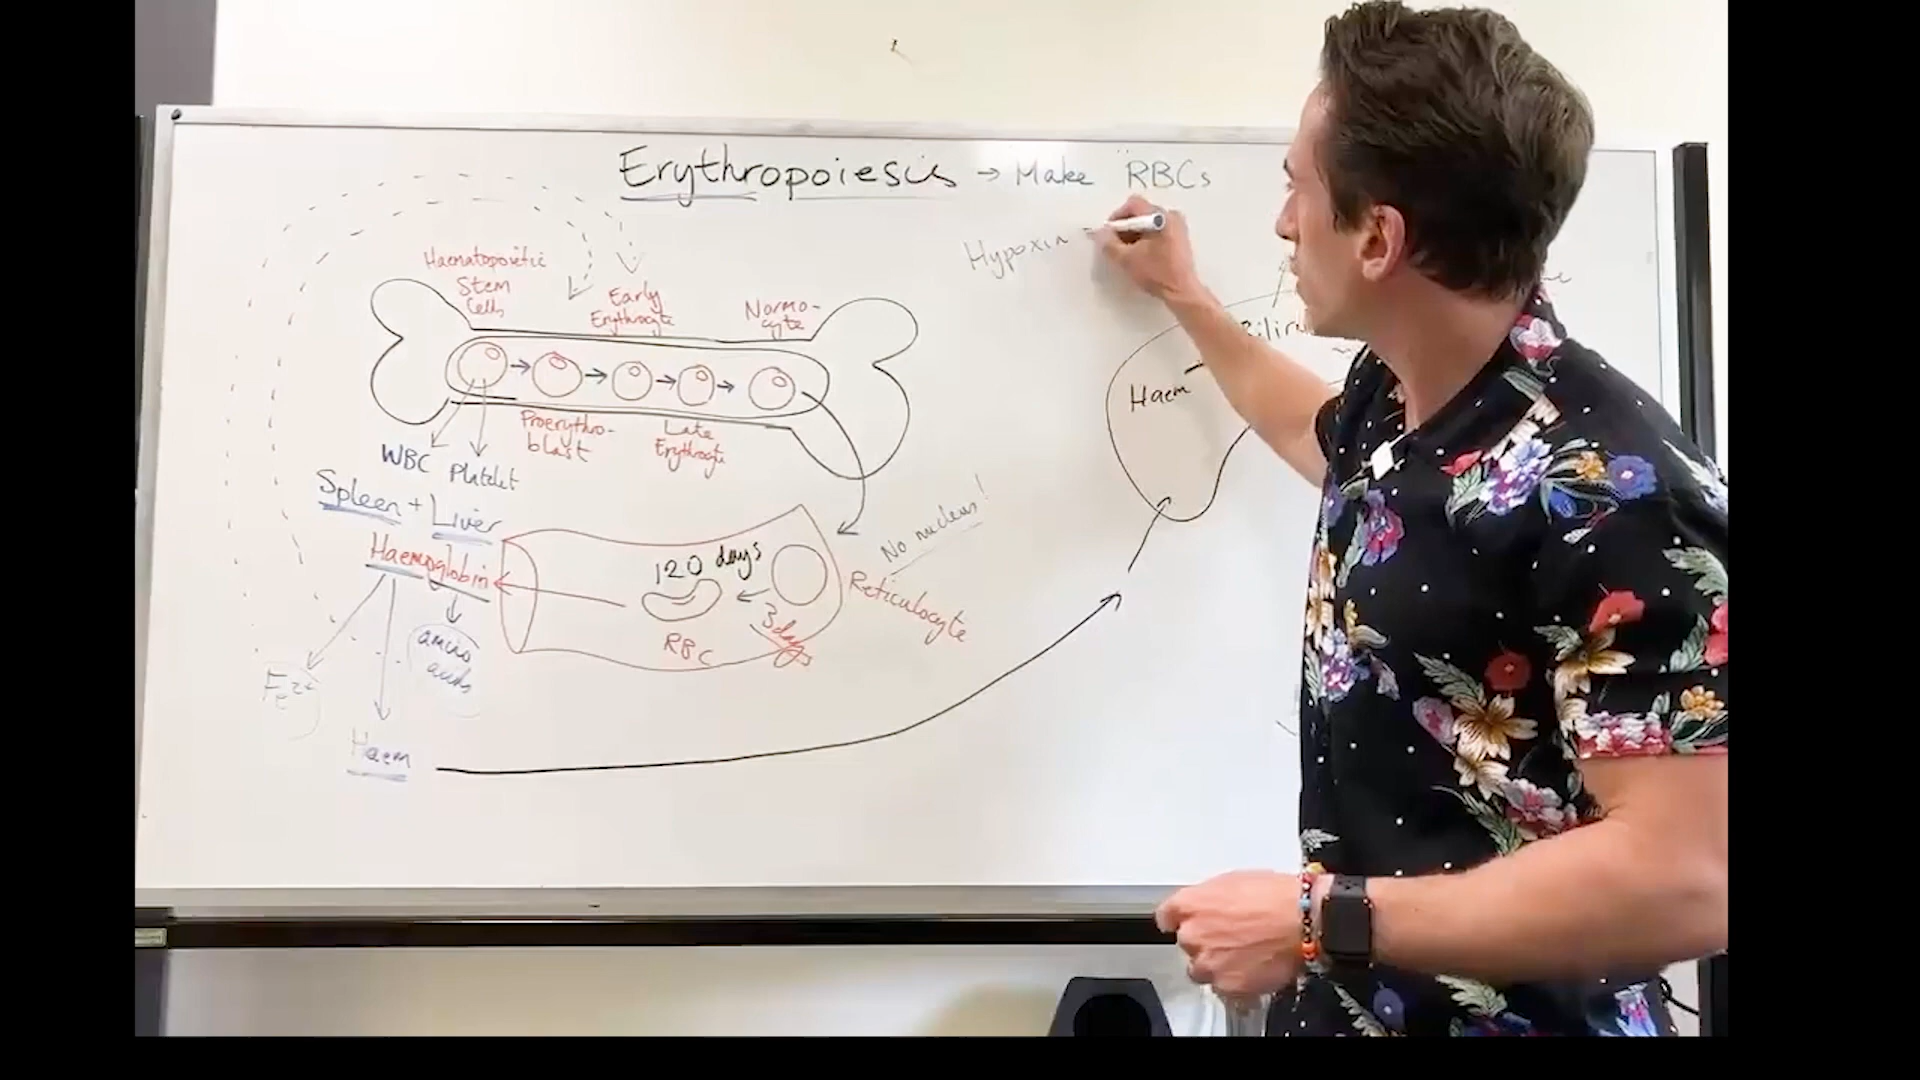 Erythropoiesis → Make RBCs
Hypoxia
Haematopoietic
Stem
Cells
Early
Erythrocyte
Normo-
cyte
Proerythro-
blast
Late
Erythrocyte
WBC Platelet
Haem
Spleen + Liver
Haemoglobin
120 days
No nucleus!
Reticulocyte
3 days
RBC
amino
acids
Fe2+
Haem